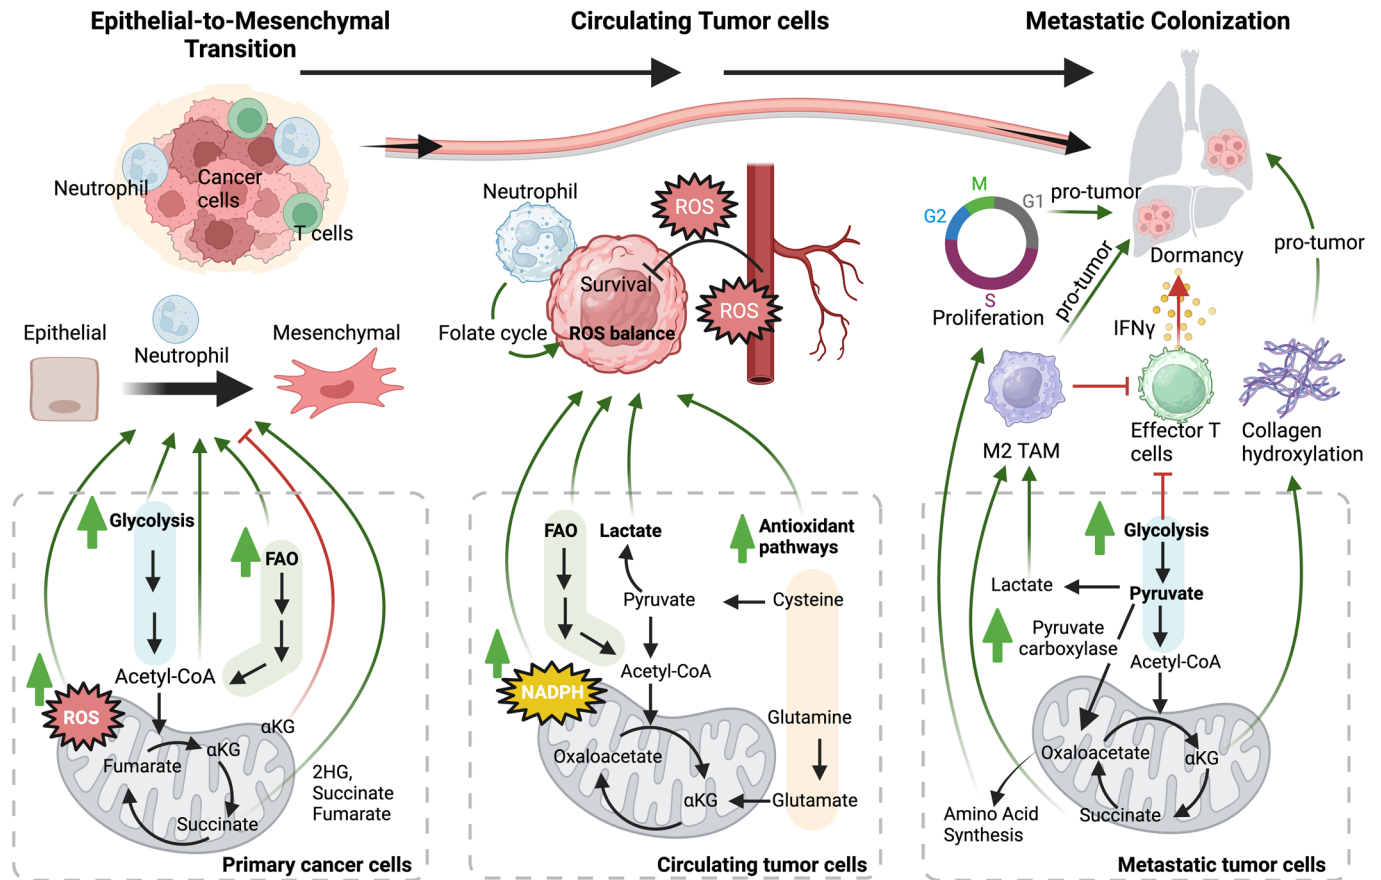 Epithelial-to-Mesenchymal
Transition
Circulating Tumor cells
Metastatic Colonization
Neutrophil
Cancer
cells
T cells
Epithelial
Neutrophil
Mesenchymal
Glycolysis
FAO
Acetyl-CoA
ROS
αKG
αKG
Fumarate
Succinate
2HG,
Succinate
Fumarate
Primary cancer cells
Neutrophil
ROS
Survival
ROS
Folate cycle
ROS balance
FAO
Lactate
Antioxidant
pathways
Pyruvate
Cysteine
Acetyl-CoA
NADPH
Glutamine
Oxaloacetate
αKG
Glutamate
Circulating tumor cells
M
G1
G2
S
Proliferation
pro-tumor
pro-tumor
pro-tumor
Dormancy
IFNγ
M2 TAM
Effector T
cells
Collagen
hydroxylation
Glycolysis
Lactate
Pyruvate
Pyruvate
carboxylase
Acetyl-CoA
Oxaloacetate
αKG
Succinate
Amino Acid
Synthesis
Metastatic tumor cells